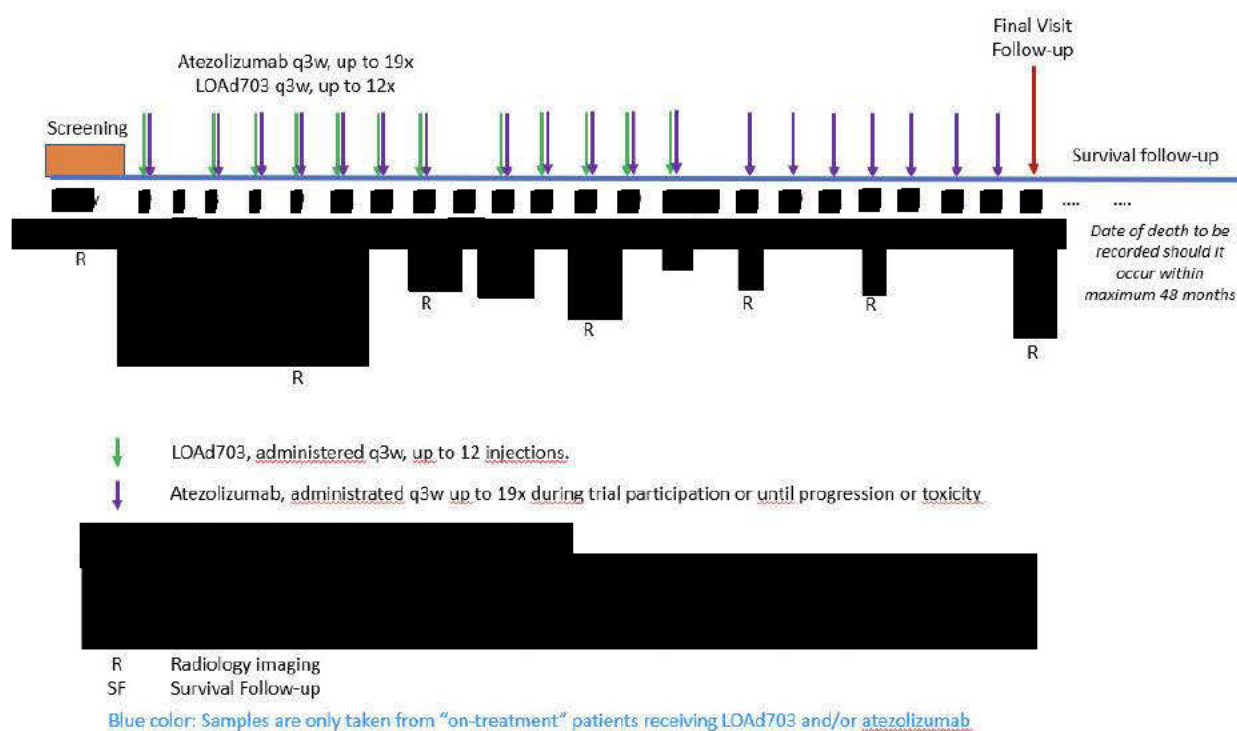 Final Visit
Follow-up
Atezolizumab q3w, up to 19x
LOAd703 q3w, up to 12x
Screening
Survival follow-up
.... ....
Date of death to be
recorded should it
occur within
maximum 48 months
R
R
R
R
R
R
R
LOAd703, administered q3w, up to 12 injections.
Atezolizumab, administrated q3w up to 19x during trial participation or until progression or toxicity
R Radiology imaging
SF Survival Follow-up
Blue color: Samples are only taken from "on-treatment" patients receiving LOAd703 and/or atezolizumab